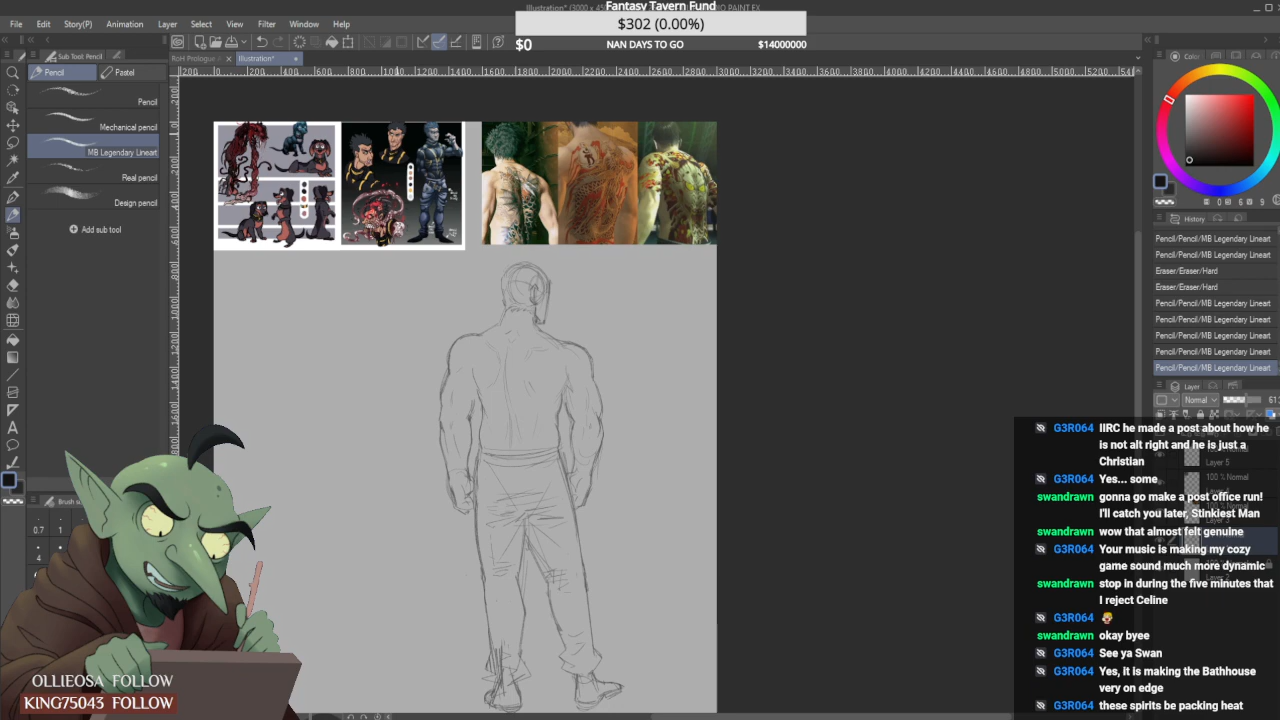 Fantasy Tavern Fund
$302 (0.00%)
$0 NAN DAYS TO GO $14000000
File Edit Story(P) Animation Layer Select View Filter Window Help
Sub Tool Pencil
RoH Prologue
Illustration*
Pencil Pastel
Pencil
Mechanical pencil
MB Legendary Lineart
Real pencil
Design pencil
Add sub tool
Color
History
Pencil/Pencil/MB Legendary Lineart
Pencil/Pencil/MB Legendary Lineart
Eraser/Eraser/Hard
Eraser/Eraser/Hard
Pencil/Pencil/MB Legendary Lineart
Pencil/Pencil/MB Legendary Lineart
Pencil/Pencil/MB Legendary Lineart
Pencil/Pencil/MB Legendary Lineart
Pencil/Pencil/MB Legendary Lineart
Layer
Normal
0.7 1
4
G3R064 IIRC he made a post about how he
is not alt right and he is just a
Christian
G3R064 Yes... some
swandrawn gonna go make a post office run!
I'll catch you later, Stinkiest Man
swandrawn wow that almost felt genuine
G3R064 Your music is making my cozy
game sound much more dynamic
swandrawn stop in during the five minutes that
I reject Celine
G3R064
swandrawn okay byee
G3R064 See ya Swan
G3R064 Yes, it is making the Bathhouse
very on edge
G3R064 these spirits be packing heat
OLLIEOSA FOLLOW
KING75043 FOLLOW